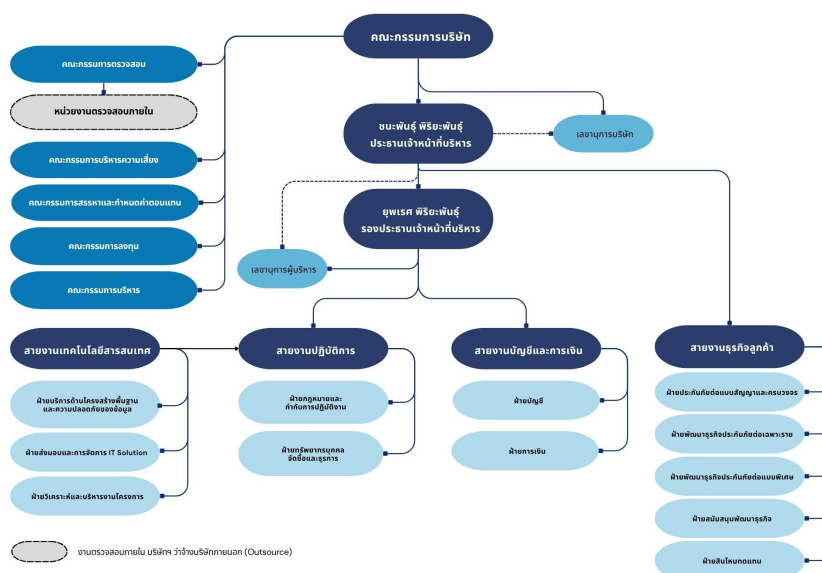 คณะกรรมการบริษัท
คณะกรรมการตรวจสอบ
หน่วยงานตรวจสอบภายใน
ชนะพันธุ์ พิริยะพันธุ์
ประธานเจ้าหน้าที่บริหาร
เลขานุการบริษัท
คณะกรรมการบริหารความเสี่ยง
คณะกรรมการสรรหาและกำหนดค่าตอบแทน
ยุพเรศ พิริยะพันธุ์
รองประธานเจ้าหน้าที่บริหาร
คณะกรรมการลงทุน
เลขานุการผู้บริหาร
คณะกรรมการบริหาร
สายงานเทคโนโลยีสารสนเทศ
สายงานปฏิบัติการ
สายงานบัญชีและการเงิน
สายงานธุรกิจลูกค้า
ฝ่ายบริการด้านโครงสร้างพื้นฐาน
และความปลอดภัยของข้อมูล
ฝ่ายส่งมอบและการจัดการ IT Solution
ฝ่ายวิเคราะห์และบริหารงานโครงการ
ฝ่ายกฎหมายและ
กำกับการปฏิบัติงาน
ฝ่ายทรัพยากรบุคคล
จัดซื้อและธุรการ
ฝ่ายบัญชี
ฝ่ายการเงิน
ฝ่ายประกันภัยต่อแบบสัญญาและครบวงจร
ฝ่ายพัฒนาธุรกิจประกันภัยต่อเฉพาะราย
ฝ่ายพัฒนาธุรกิจประกันภัยต่อแบบพิเศษ
ฝ่ายสนับสนุนพัฒนาธุรกิจ
ฝ่ายสินไหมทดแทน
งานตรวจสอบภายใน บริษัทฯ ว่าจ้างบริษัทภายนอก (Outsource)